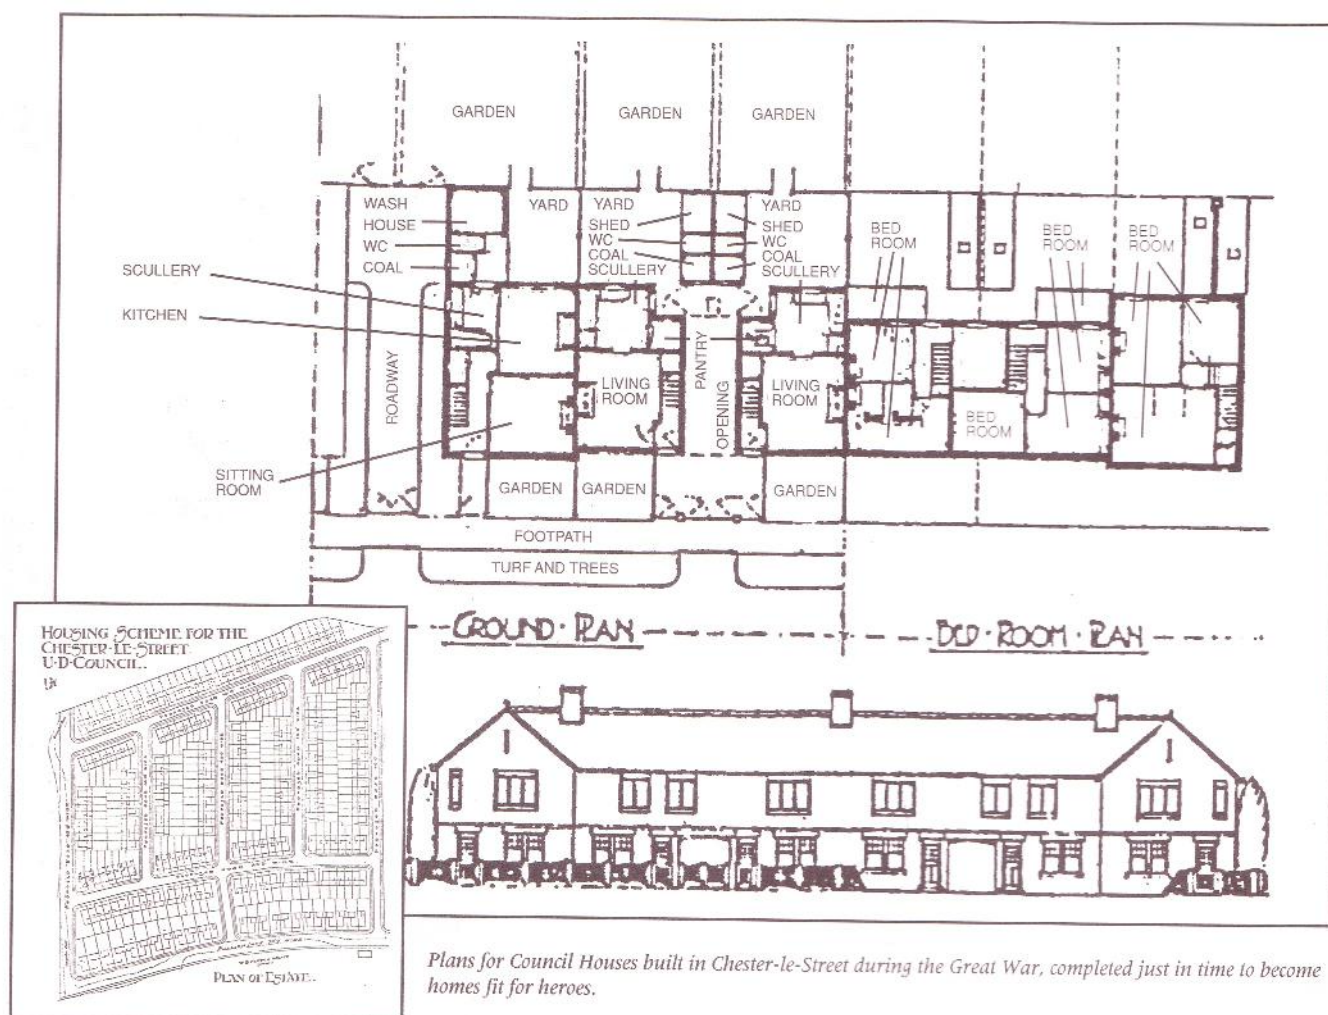 GARDEN
GARDEN
GARDEN
WASH
HOUSE
WC
COAL
YARD
YARD
SHED
WC
COAL
SCULLERY
YARD
SHED
WC
COAL
SCULLERY
BED
ROOM
BED
ROOM
BED
ROOM
SCULLERY
KITCHEN
ROADWAY
LIVING
ROOM
PANTRY
OPENING
LIVING
ROOM
BED
ROOM
SITTING
ROOM
GARDEN
GARDEN
GARDEN
FOOTPATH
TURF AND TREES
GROUND · PLAN
BED · ROOM · PLAN
HOUSING SCHEME FOR THE
CHESTER-LE-STREET
U·D·COUNCIL..
PLAN OF ESTATE..
Plans for Council Houses built in Chester-le-Street during the Great War, completed just in time to become
homes fit for heroes.